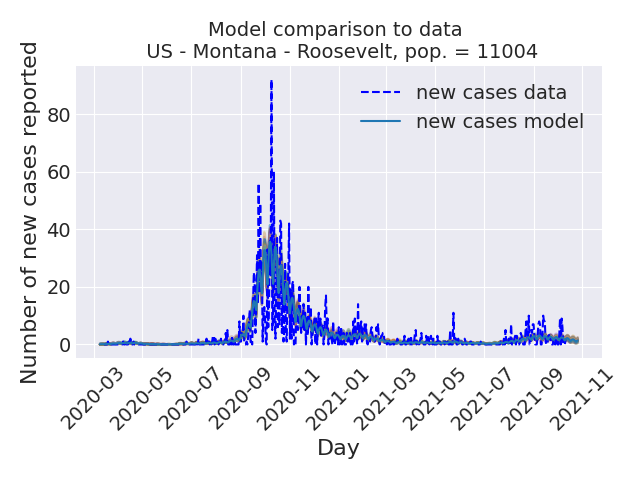 Model comparison to data
US - Montana - Roosevelt, pop. = 11004
Number of new cases reported
80
60
40
20
0
new cases data
new cases model
2020-03
2020-05
2020-07
2020-09
2020-11
2021-01
2021-03
2021-05
2021-07
2021-09
2021-11
Day